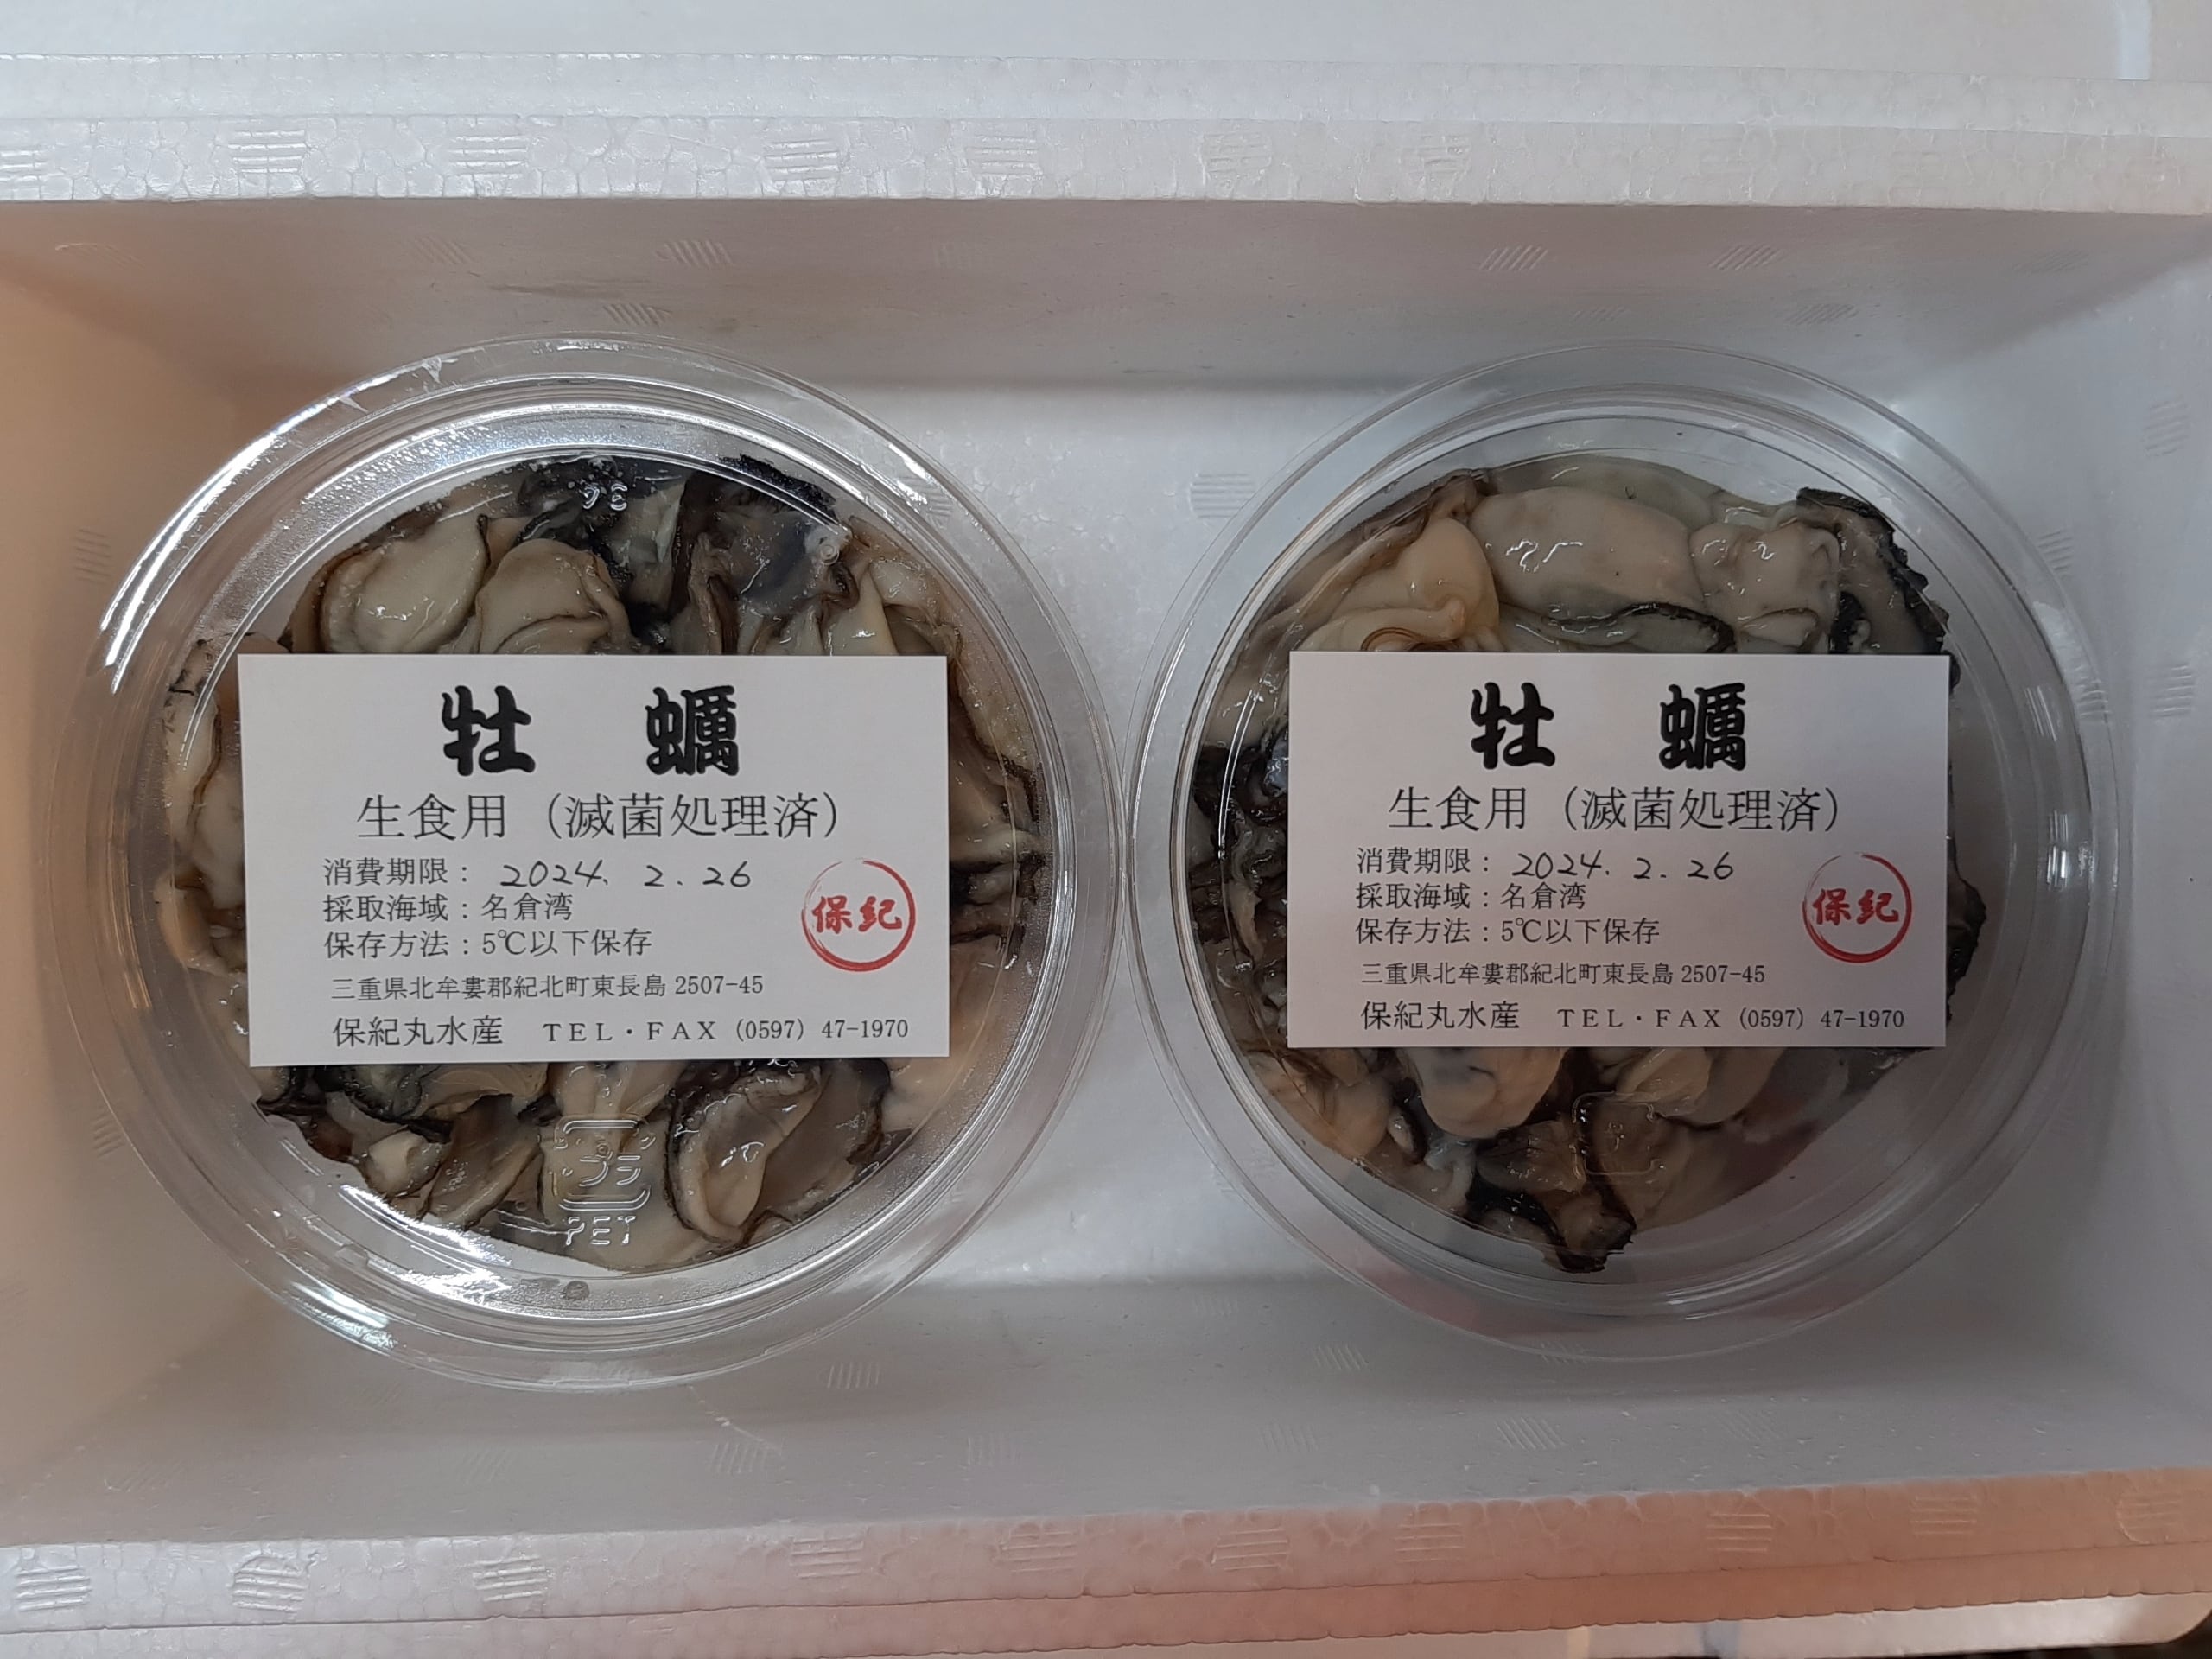 牡 蠣
生食用（滅菌処理済）
消費期限： 2024. 2. 26
採取海域：名倉湾
保存方法：5℃以下保存
保紀
三重県北牟婁郡紀北町東長島 2507-45
保紀丸水産 TEL・FAX (0597) 47-1970
プラ
PET
牡 蠣
生食用（滅菌処理済）
消費期限： 2024. 2. 26
採取海域：名倉湾
保存方法：5℃以下保存
保紀
三重県北牟婁郡紀北町東長島 2507-45
保紀丸水産 TEL・FAX (0597) 47-1970